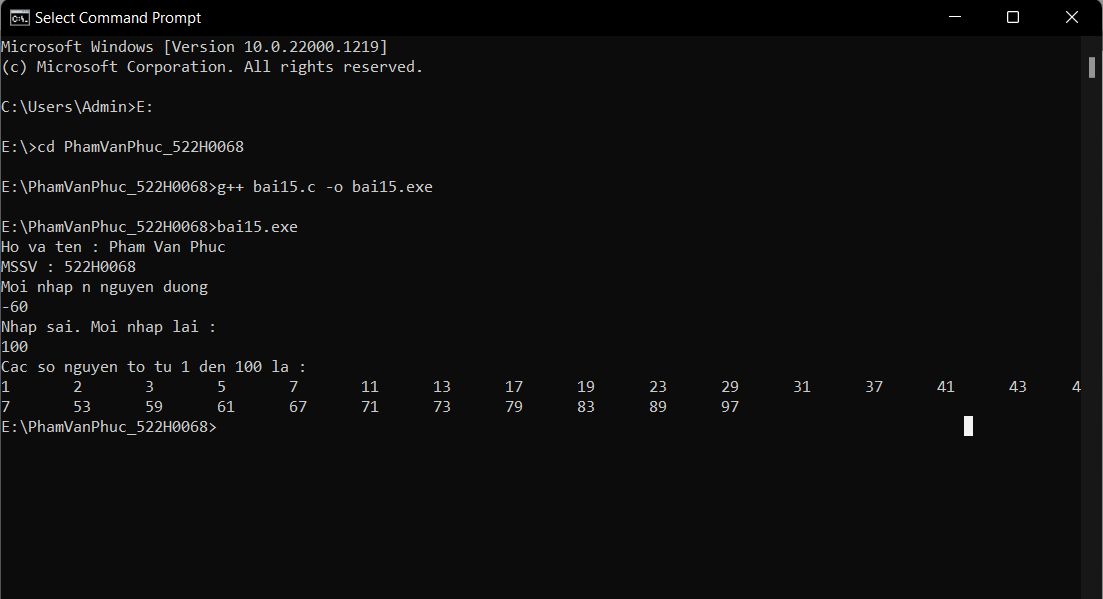 Select Command Prompt
Microsoft Windows [Version 10.0.22000.1219]
(c) Microsoft Corporation. All rights reserved.
C:\Users\Admin>E:
E:\>cd PhamVanPhuc_522H0068
E:\PhamVanPhuc_522H0068>g++ bai15.c -o bai15.exe
E:\PhamVanPhuc_522H0068>bai15.exe
Ho va ten : Pham Van Phuc
MSSV : 522H0068
Moi nhap n nguyen duong
-60
Nhap sai. Moi nhap lai :
100
Cac so nguyen to tu 1 den 100 la :
1 2 3 5 7 11 13 17 19 23 29 31 37 41 43 4
7 53 59 61 67 71 73 79 83 89 97
E:\PhamVanPhuc_522H0068>